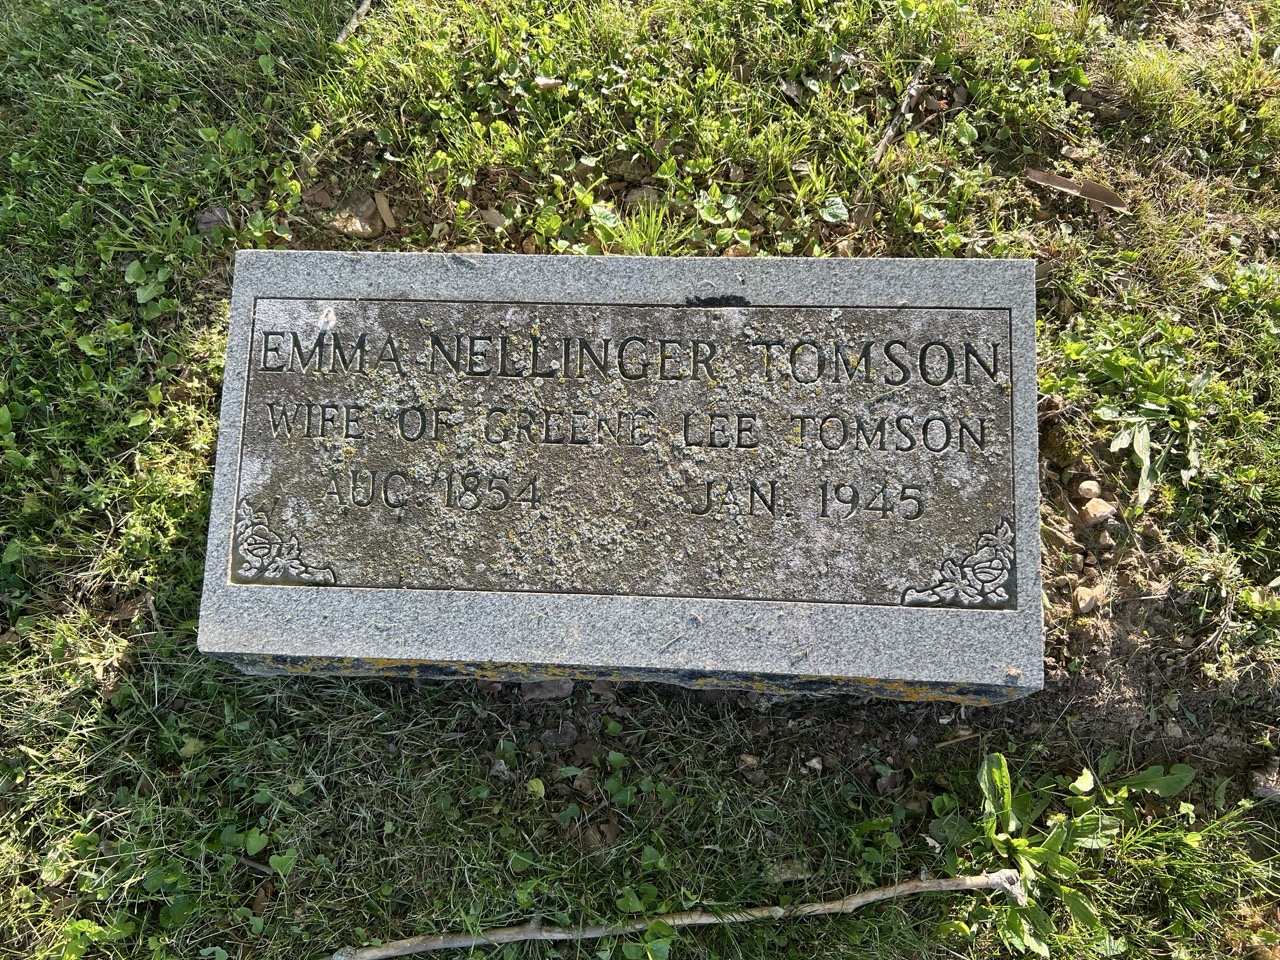 EMMA NELLINGER TOMSON
WIFE OF GREENE LEE TOMSON
AUG. 1854 JAN. 1945